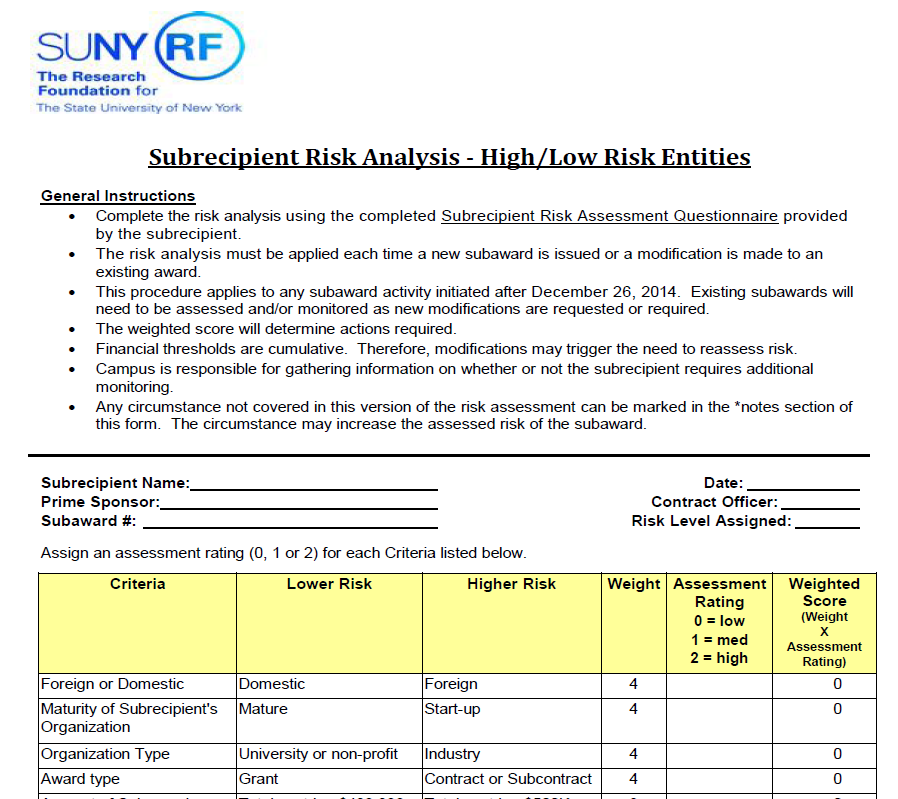 SUNY RF
The Research
Foundation for
The State University of New York
Subrecipient Risk Analysis - High/Low Risk Entities
General Instructions
• Complete the risk analysis using the completed Subrecipient Risk Assessment Questionnaire provided
by the subrecipient.
• The risk analysis must be applied each time a new subaward is issued or a modification is made to an
existing award.
• This procedure applies to any subaward activity initiated after December 26, 2014.  Existing subawards will
need to be assessed and/or monitored as new modifications are requested or required.
• The weighted score will determine actions required.
• Financial thresholds are cumulative.  Therefore, modifications may trigger the need to reassess risk.
• Campus is responsible for gathering information on whether or not the subrecipient requires additional
monitoring.
• Any circumstance not covered in this version of the risk assessment can be marked in the *notes section of
this form.  The circumstance may increase the assessed risk of the subaward.
Subrecipient Name: Date:
Prime Sponsor: Contract Officer:
Subaward #: Risk Level Assigned:
Assign an assessment rating (0, 1 or 2) for each Criteria listed below.
Criteria Lower Risk Higher Risk Weight Assessment Weighted
Rating Score
0 = low (Weight
1 = med X
2 = high Assessment
Rating)
Foreign or Domestic Domestic Foreign 4 0
Maturity of Subrecipient's Mature Start-up 4 0
Organization
Organization Type University or non-profit Industry 4 0
Award type Grant Contract or Subcontract 4 0